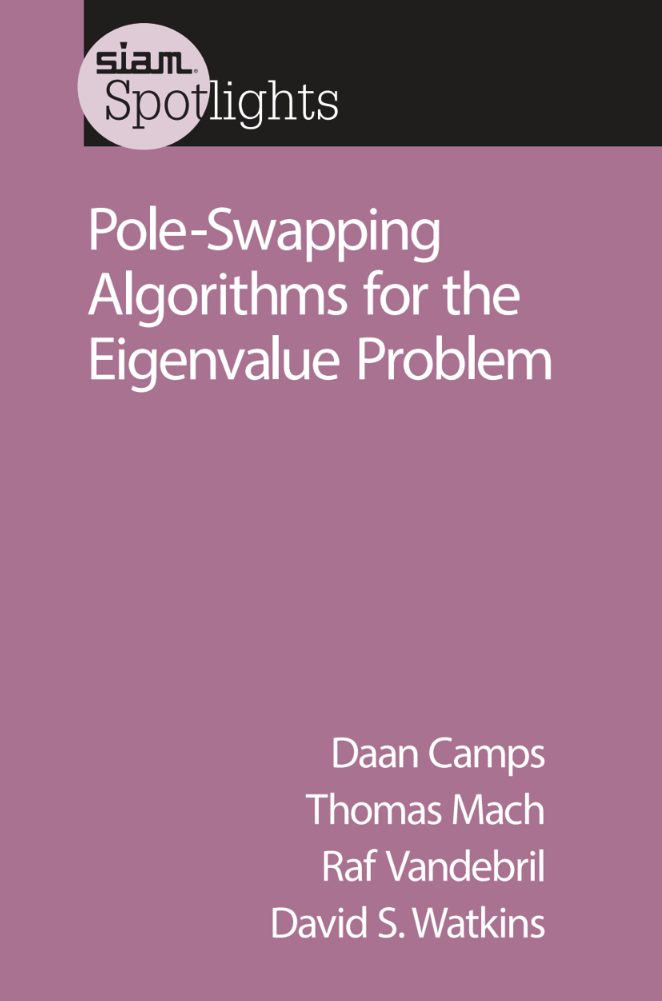 siam.
Spotlights
Pole-Swapping
Algorithms for the
Eigenvalue Problem
Daan Camps
Thomas Mach
Raf Vandebril
David S. Watkins